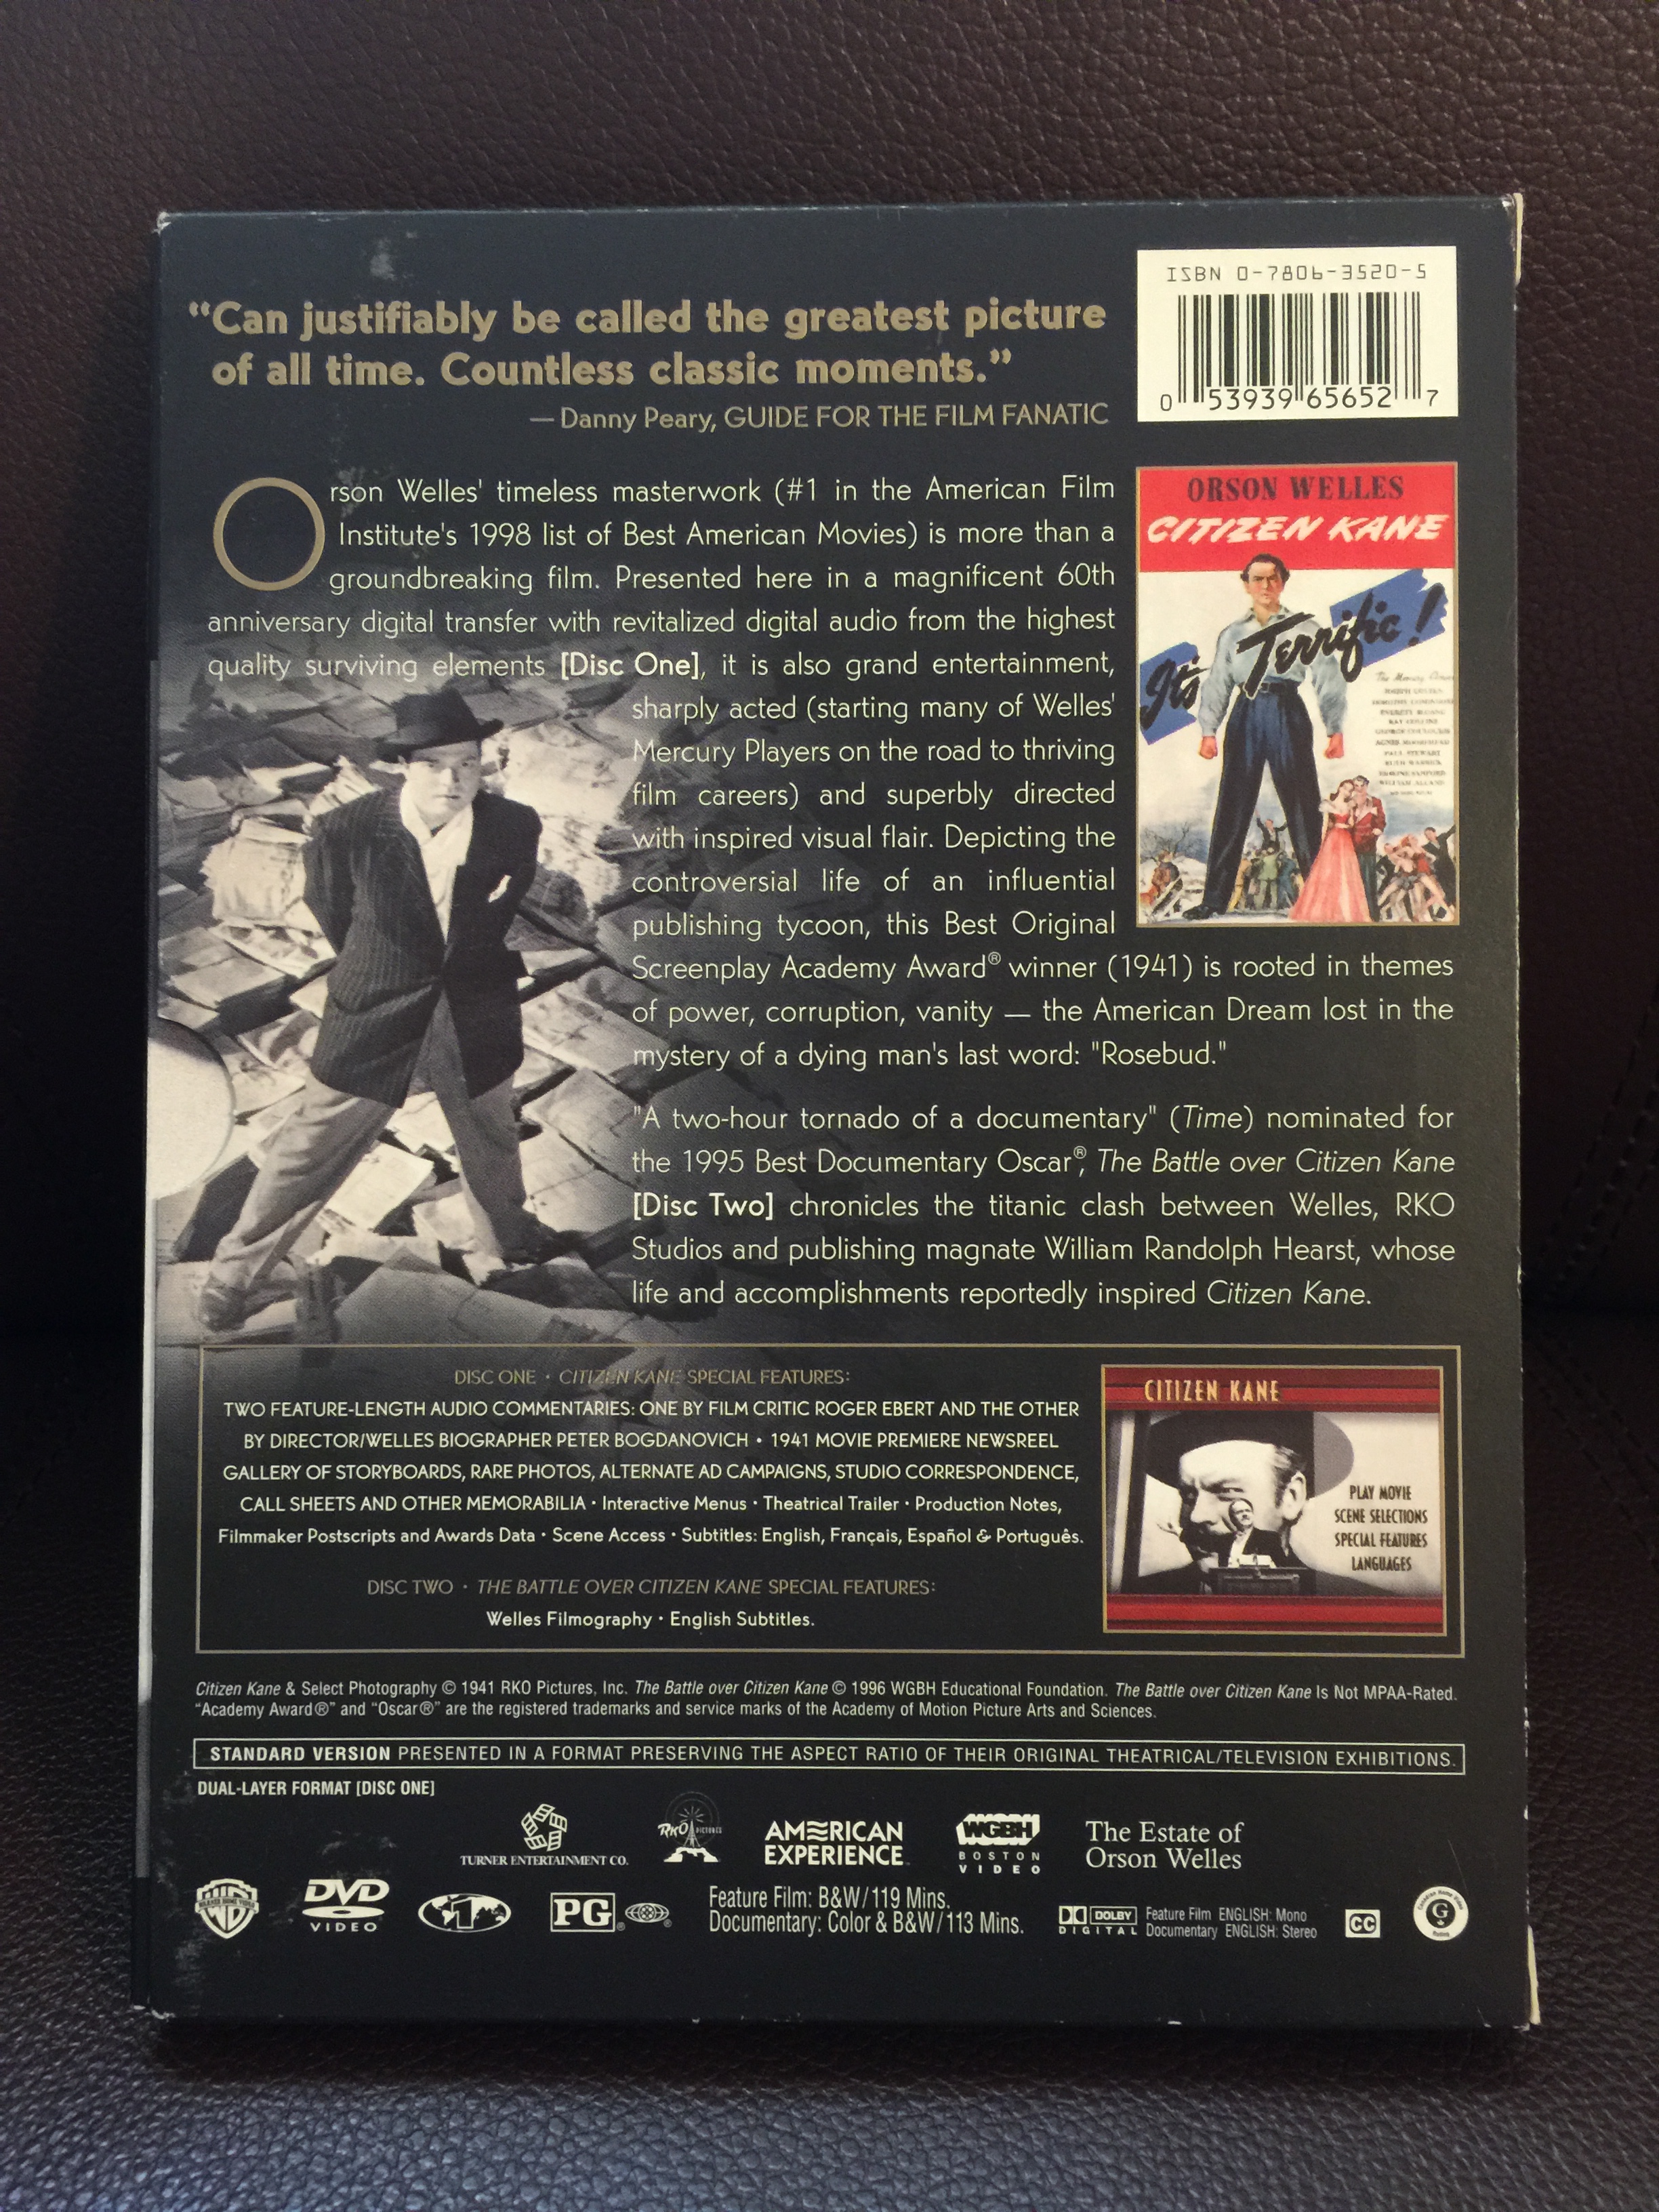 ISBN 0-7806-3520-5
0 53939 65652 7
“Can justifiably be called the greatest picture
of all time. Countless classic moments.”
— Danny Peary, GUIDE FOR THE FILM FANATIC
Orson Welles' timeless masterwork (#1 in the American Film
Institute's 1998 list of Best American Movies) is more than a
groundbreaking film. Presented here in a magnificent 60th
anniversary digital transfer with revitalized digital audio from the highest
quality surviving elements [Disc One], it is also grand entertainment,
sharply acted (starting many of Welles'
Mercury Players on the road to thriving
film careers) and superbly directed
with inspired visual flair. Depicting the
controversial life of an influential
publishing tycoon, this Best Original
Screenplay Academy Award® winner (1941) is rooted in themes
of power, corruption, vanity — the American Dream lost in the
mystery of a dying man's last word: "Rosebud."
"A two-hour tornado of a documentary" (Time) nominated for
the 1995 Best Documentary Oscar®, The Battle over Citizen Kane
[Disc Two] chronicles the titanic clash between Welles, RKO
Studios and publishing magnate William Randolph Hearst, whose
life and accomplishments reportedly inspired Citizen Kane.
ORSON WELLES
CITIZEN KANE
It's Terrific!
DISC ONE · CITIZEN KANE SPECIAL FEATURES:
TWO FEATURE-LENGTH AUDIO COMMENTARIES: ONE BY FILM CRITIC ROGER EBERT AND THE OTHER
BY DIRECTOR/WELLES BIOGRAPHER PETER BOGDANOVICH · 1941 MOVIE PREMIERE NEWSREEL
GALLERY OF STORYBOARDS, RARE PHOTOS, ALTERNATE AD CAMPAIGNS, STUDIO CORRESPONDENCE,
CALL SHEETS AND OTHER MEMORABILIA · Interactive Menus · Theatrical Trailer · Production Notes,
Filmmaker Postscripts and Awards Data · Scene Access · Subtitles: English, Français, Español & Português.
DISC TWO · THE BATTLE OVER CITIZEN KANE SPECIAL FEATURES:
Welles Filmography · English Subtitles.
CITIZEN KANE
PLAY MOVIE
SCENE SELECTIONS
SPECIAL FEATURES
LANGUAGES
Citizen Kane & Select Photography © 1941 RKO Pictures, Inc. The Battle over Citizen Kane © 1996 WGBH Educational Foundation. The Battle over Citizen Kane Is Not MPAA-Rated.
“Academy Award®” and “Oscar®” are the registered trademarks and service marks of the Academy of Motion Picture Arts and Sciences.
STANDARD VERSION PRESENTED IN A FORMAT PRESERVING THE ASPECT RATIO OF THEIR ORIGINAL THEATRICAL/TELEVISION EXHIBITIONS.
DUAL-LAYER FORMAT [DISC ONE]
TURNER ENTERTAINMENT CO.
RKO PICTURES
AMERICAN
EXPERIENCE
WGBH
BOSTON
VIDEO
The Estate of
Orson Welles
WB
DVD
VIDEO
1
PG®
Feature Film: B&W/119 Mins.
Documentary: Color & B&W/113 Mins.
DOLBY
DIGITAL
Feature Film ENGLISH: Mono
Documentary ENGLISH: Stereo
CC
G